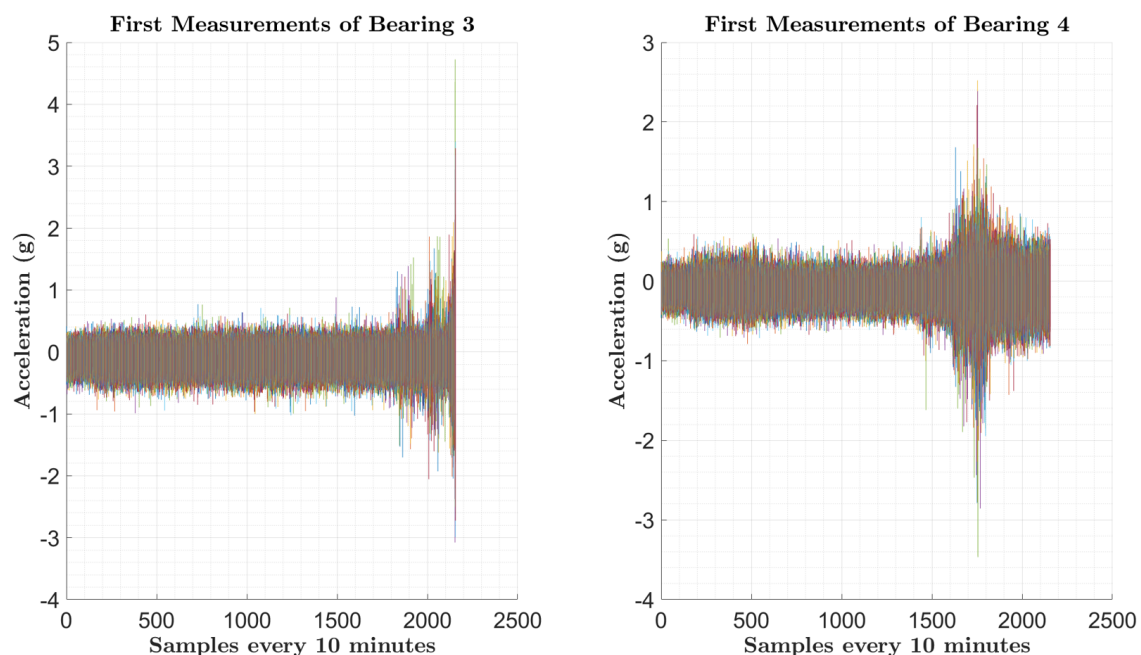 First Measurements of Bearing 3
5
4
3
2
1
0
-1
-2
-3
-4
Acceleration (g)
0 500 1000 1500 2000 2500
Samples every 10 minutes
First Measurements of Bearing 4
3
2
1
0
-1
-2
-3
-4
Acceleration (g)
0 500 1000 1500 2000 2500
Samples every 10 minutes